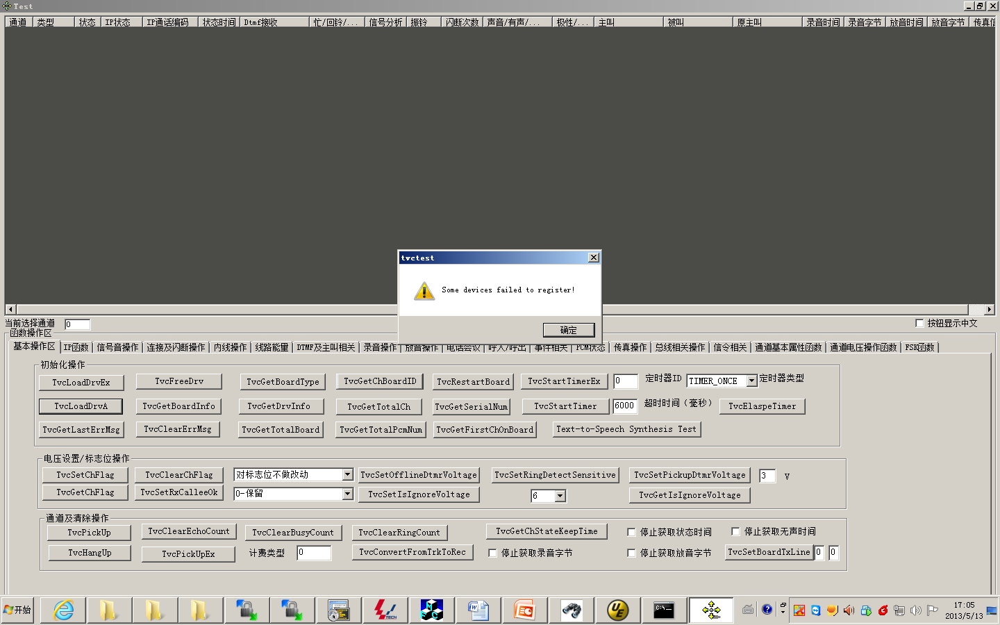 Test
通道 类型 状态 IP状态 IP通话编码 状态时间 Dtmf接收 忙/回铃/... 信号分析 振铃 闪断次数 声音/有声/... 极性/... 主叫 被叫 原主叫 录音时间 录音字节 放音时间 放音字节 传真信
tvctest
Some devices failed to register!
确定
当前选择通道 0 按钮显示中文
函数操作区
基本操作区 IP函数 信号音操作 连接及闪断操作 内线操作 线路能量 DTMF及主叫相关 录音操作 放音操作 电话会议 呼入/呼出 事件相关 PCM状态 传真操作 总线相关操作 信令相关 通道基本属性函数 通道电压操作函数 FSK函数
初始化操作
TvcLoadDrvEx TvcFreeDrv TvcGetBoardType TvcGetChBoardID TvcRestartBoard TvcStartTimerEx 0 定时器ID TIMER_ONCE 定时器类型
TvcLoadDrvA TvcGetBoardInfo TvcGetDrvInfo TvcGetTotalCh TvcGetSerialNum TvcStartTimer 6000 超时时间（毫秒） TvcElaspeTimer
TvcGetLastErrMsg TvcClearErrMsg TvcGetTotalBoard TvcGetTotalPcmNum TvcGetFirstChOnBoard Text-to-Speech Synthesis Test
电压设置/标志位操作
TvcSetChFlag TvcClearChFlag 对标志位不做改动 TvcSetOfflineDtmrVoltage TvcSetRingDetectSensitive TvcSetPickupDtmrVoltage 3 V
TvcGetChFlag TvcSetRxCalleeOk 0-保留 TvcSetIsIgnoreVoltage 6 TvcGetIsIgnoreVoltage
通道及清除操作
TvcPickUp TvcClearEchoCount TvcClearBusyCount TvcClearRingCount TvcGetChStateKeepTime 停止获取状态时间 停止获取无声时间
TvcHangUp TvcPickUpEx 计费类型 0 TvcConvertFromTrkToRec 停止获取录音字节 停止获取放音字节 TvcSetBoardTxLine 0 0
开始 TECH UE C:\ 17:05
2013/5/13